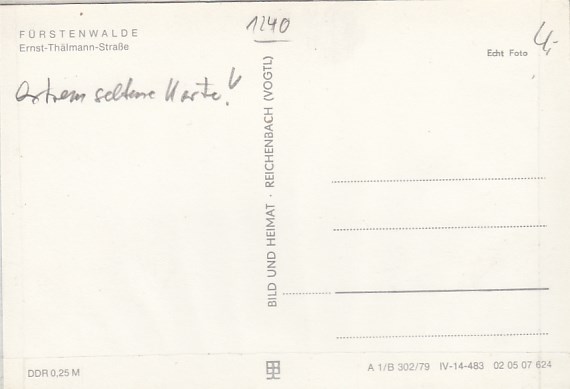 FÜRSTENWALDE
Ernst-Thälmann-Straße
1240
Echt Foto
4,-
Extrem seltene Karte!
BILD UND HEIMAT · REICHENBACH (VOGTL)
DDR 0,25 M
A 1/B 302/79 IV-14-483 02 05 07 624